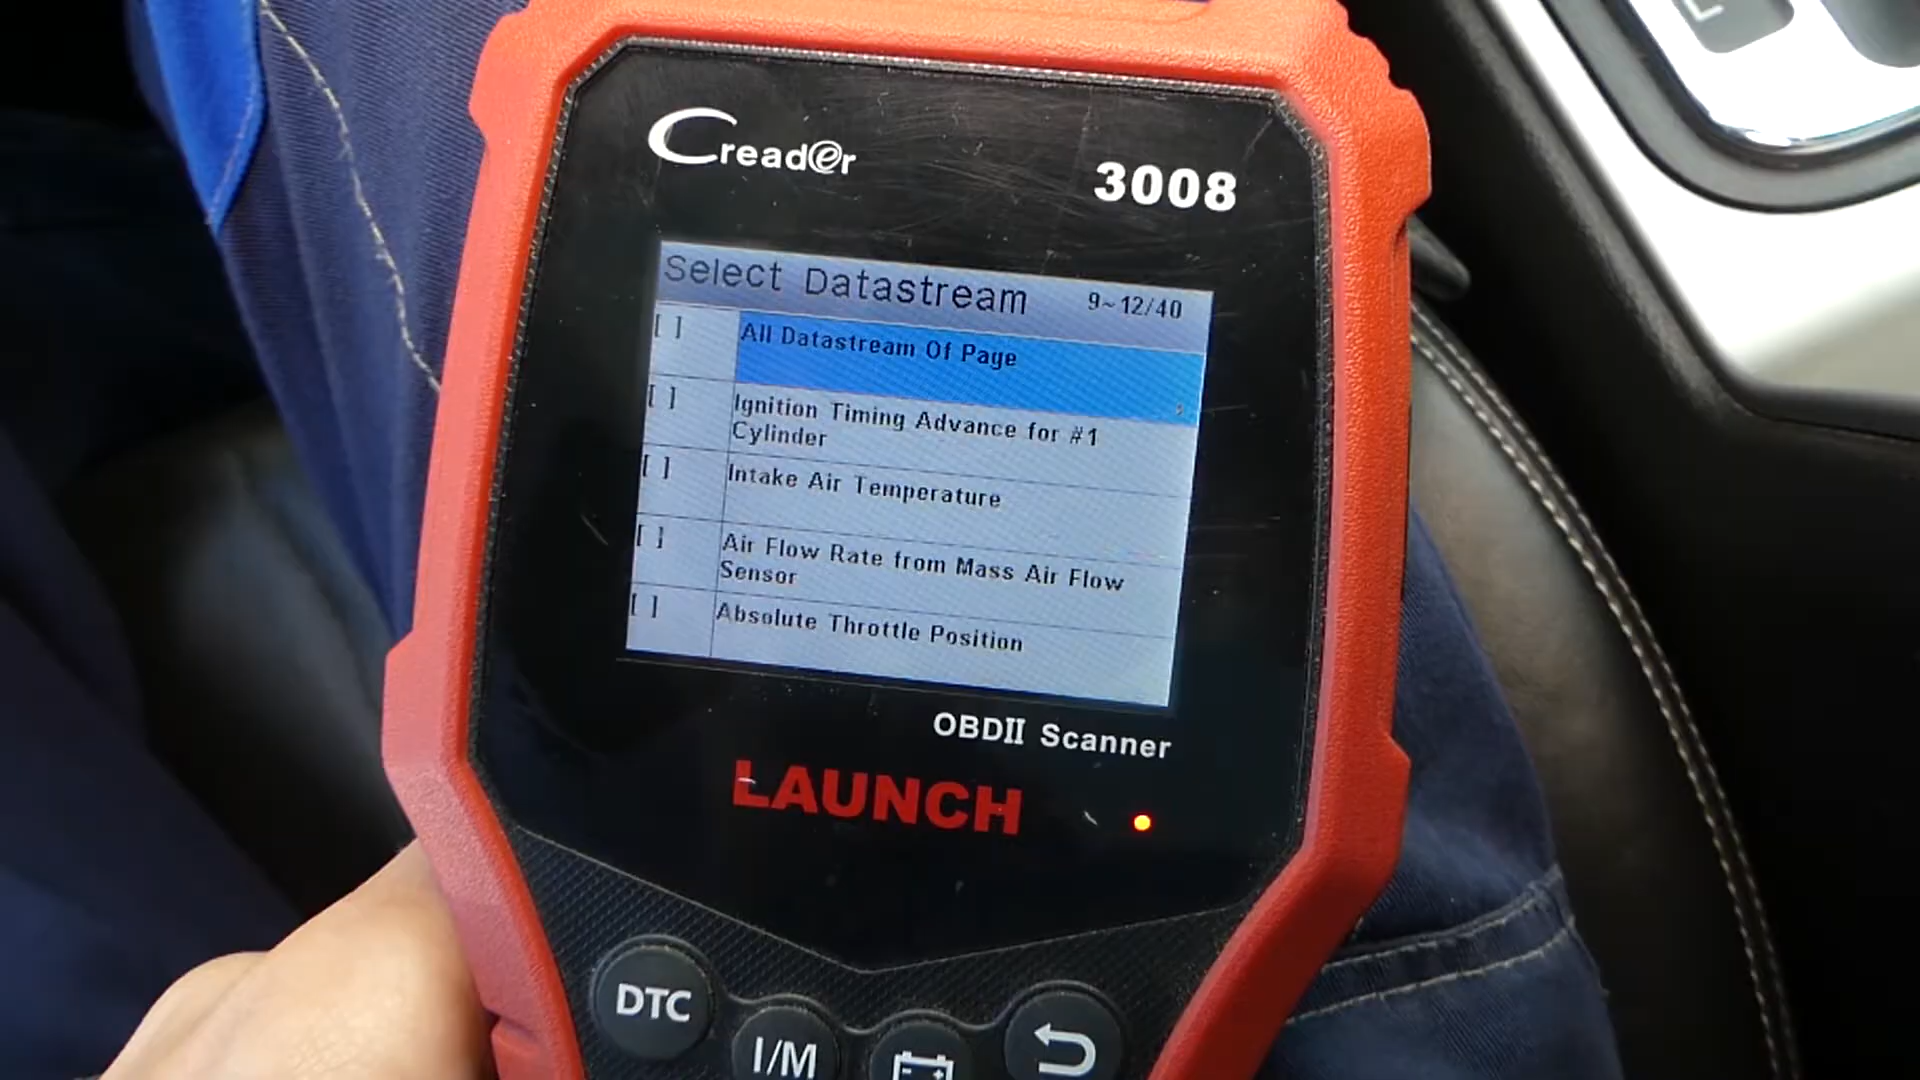 Creader
3008
Select Datastream 9~12/40
[ ] All Datastream Of Page
[ ] Ignition Timing Advance for #1
Cylinder
[ ] Intake Air Temperature
[ ] Air Flow Rate from Mass Air Flow
Sensor
[ ] Absolute Throttle Position
OBDII Scanner
LAUNCH
DTC
I/M